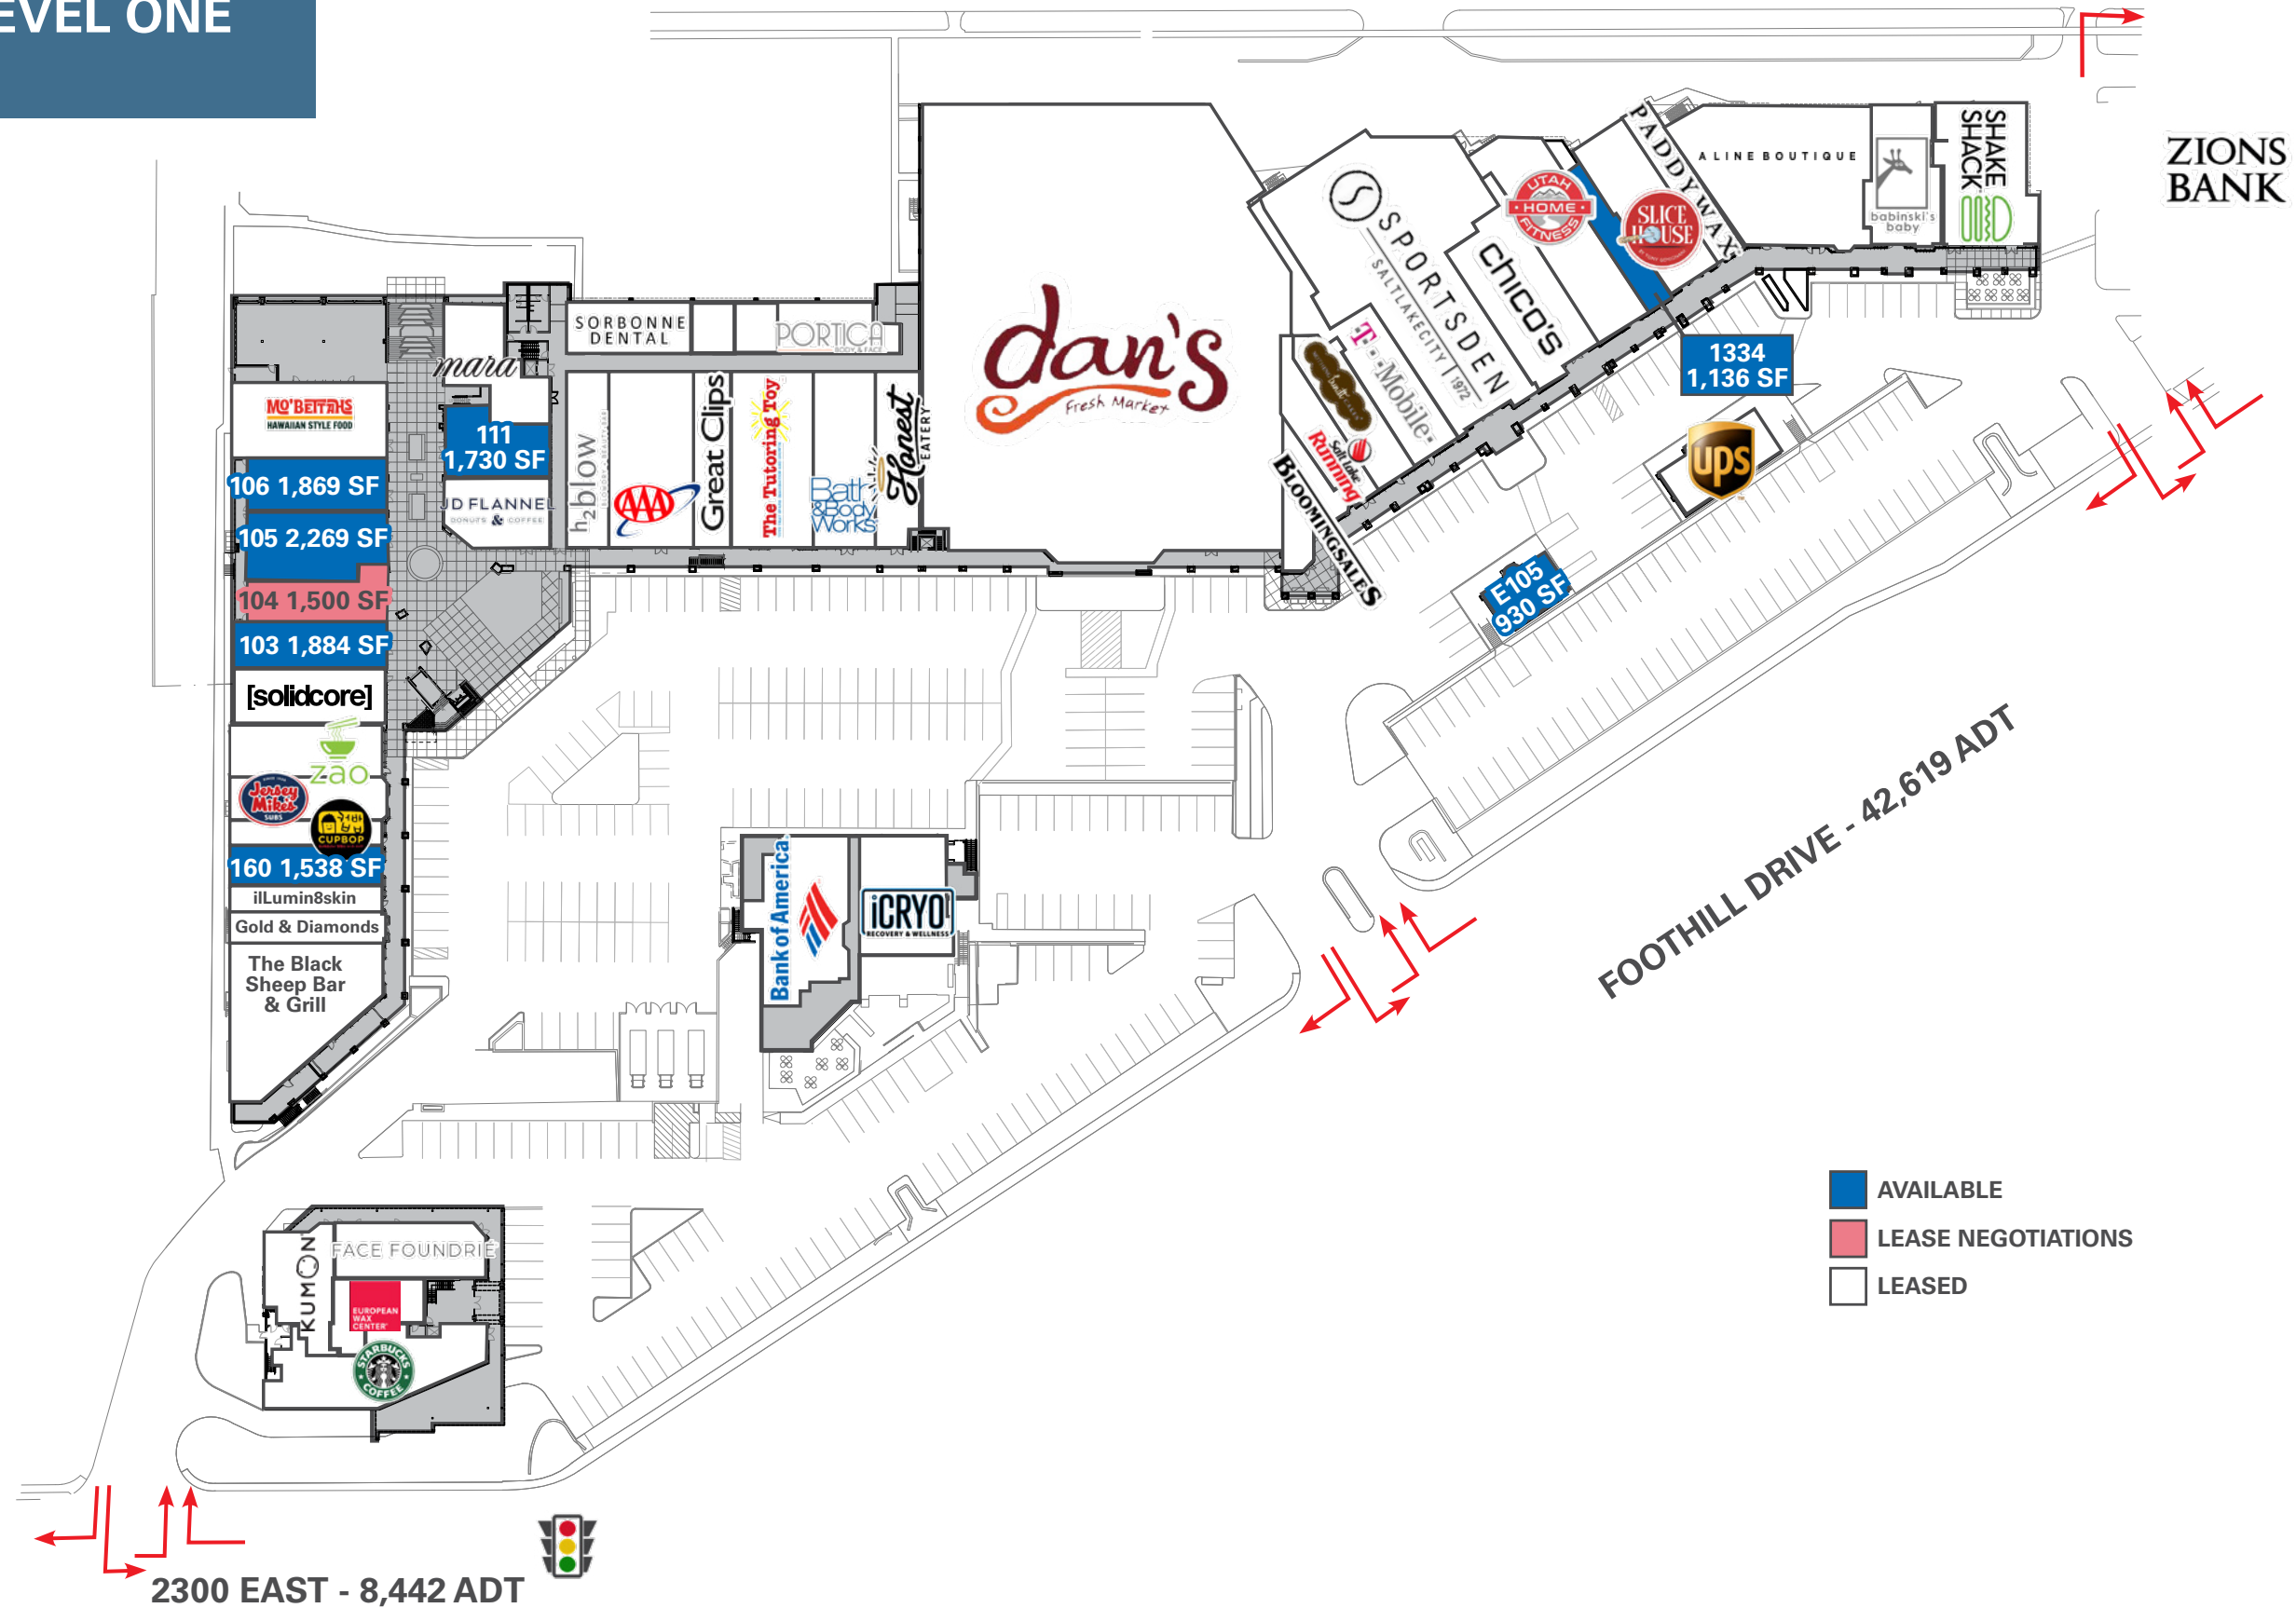 EVEL ONE
ZIONS
BANK
SHAKE
SHACK
babinski's
baby
ALINE BOUTIQUE
PADDYWAX
SLICE
HOUSE
UTAH
HOME
FITNESS
1334
1,136 SF
chico's
SPORTSDEN
SALT LAKE CITY | 1972
T··Mobile·
Salt Lake
Running
BLOOMINGSALES
ups
E105
930 SF
dan's
Fresh Market
SORBONNE
DENTAL
PORTICA
BODY & FACE
mara
MO'BETTAHS
HAWAIIAN STYLE FOOD
111
1,730 SF
JD FLANNEL
DONUTS & COFFEE
h2blow
AAA
Great Clips
The Tutoring Toy
Bath
&Body
Works
Honest
EATERY
106 1,869 SF
105 2,269 SF
104 1,500 SF
103 1,884 SF
[solidcore]
zao
Jersey
Mike's
SUBS
컵밥
CUPBOP
160 1,538 SF
ilLumin8skin
Gold & Diamonds
The Black
Sheep Bar
& Grill
Bank of America
iCRYO
RECOVERY & WELLNESS
FOOTHILL DRIVE - 42,619 ADT
AVAILABLE
LEASE NEGOTIATIONS
LEASED
KUMON
FACE FOUNDRIE
EUROPEAN
WAX
CENTER
STARBUCKS
COFFEE
2300 EAST - 8,442 ADT